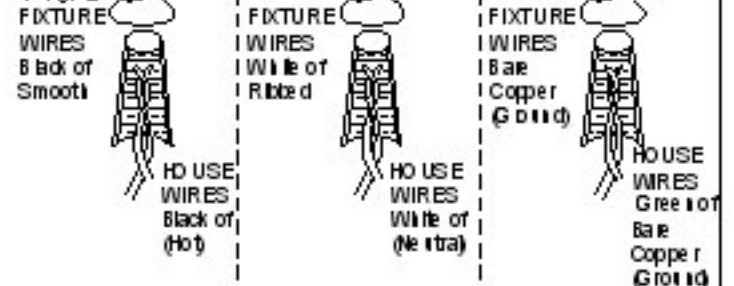 FIXTURE
WIRES
Black of
Smooth
HOUSE
WIRES
Black of
(Hot)
FIXTURE
WIRES
White of
Ribbed
HOUSE
WIRES
White of
(Neutral)
FIXTURE
WIRES
Bare
Copper
(Ground)
HOUSE
WIRES
Green of
Bare
Copper
(Ground)